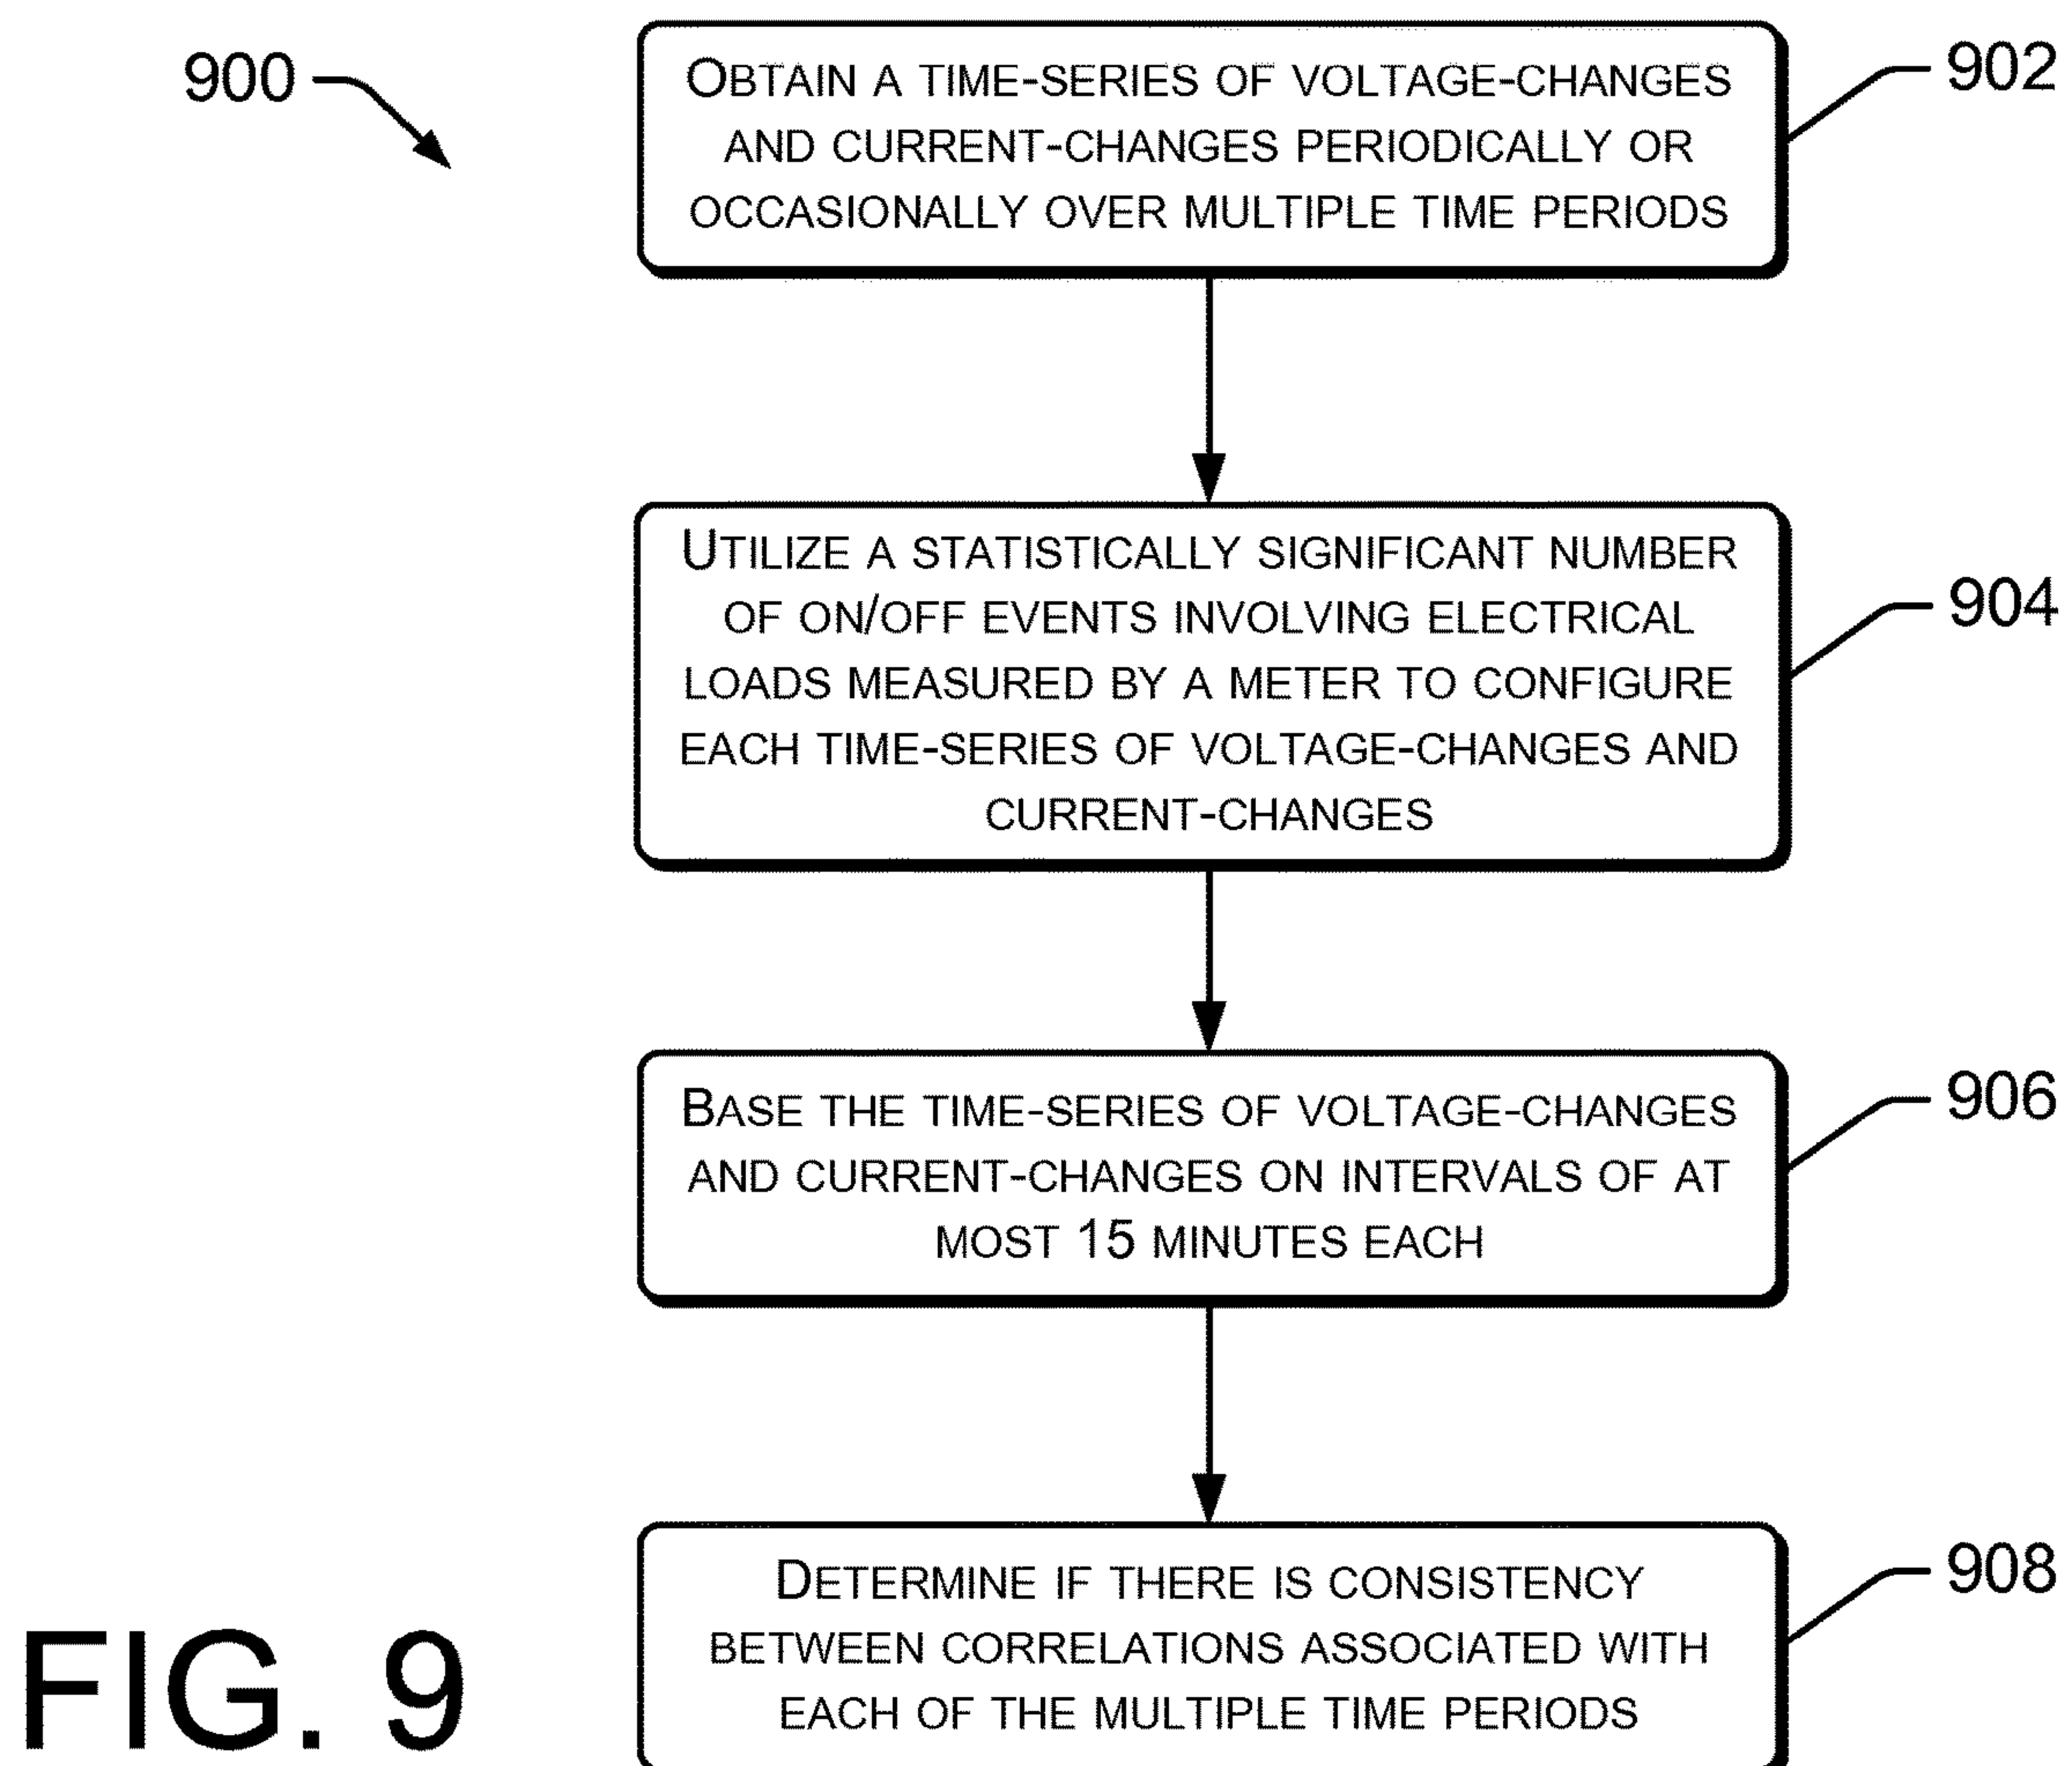 900
OBTAIN A TIME-SERIES OF VOLTAGE-CHANGES
AND CURRENT-CHANGES PERIODICALLY OR
OCCASIONALLY OVER MULTIPLE TIME PERIODS
902
UTILIZE A STATISTICALLY SIGNIFICANT NUMBER
OF ON/OFF EVENTS INVOLVING ELECTRICAL
LOADS MEASURED BY A METER TO CONFIGURE
EACH TIME-SERIES OF VOLTAGE-CHANGES AND
CURRENT-CHANGES
904
BASE THE TIME-SERIES OF VOLTAGE-CHANGES
AND CURRENT-CHANGES ON INTERVALS OF AT
MOST 15 MINUTES EACH
906
DETERMINE IF THERE IS CONSISTENCY
BETWEEN CORRELATIONS ASSOCIATED WITH
EACH OF THE MULTIPLE TIME PERIODS
908
FIG. 9